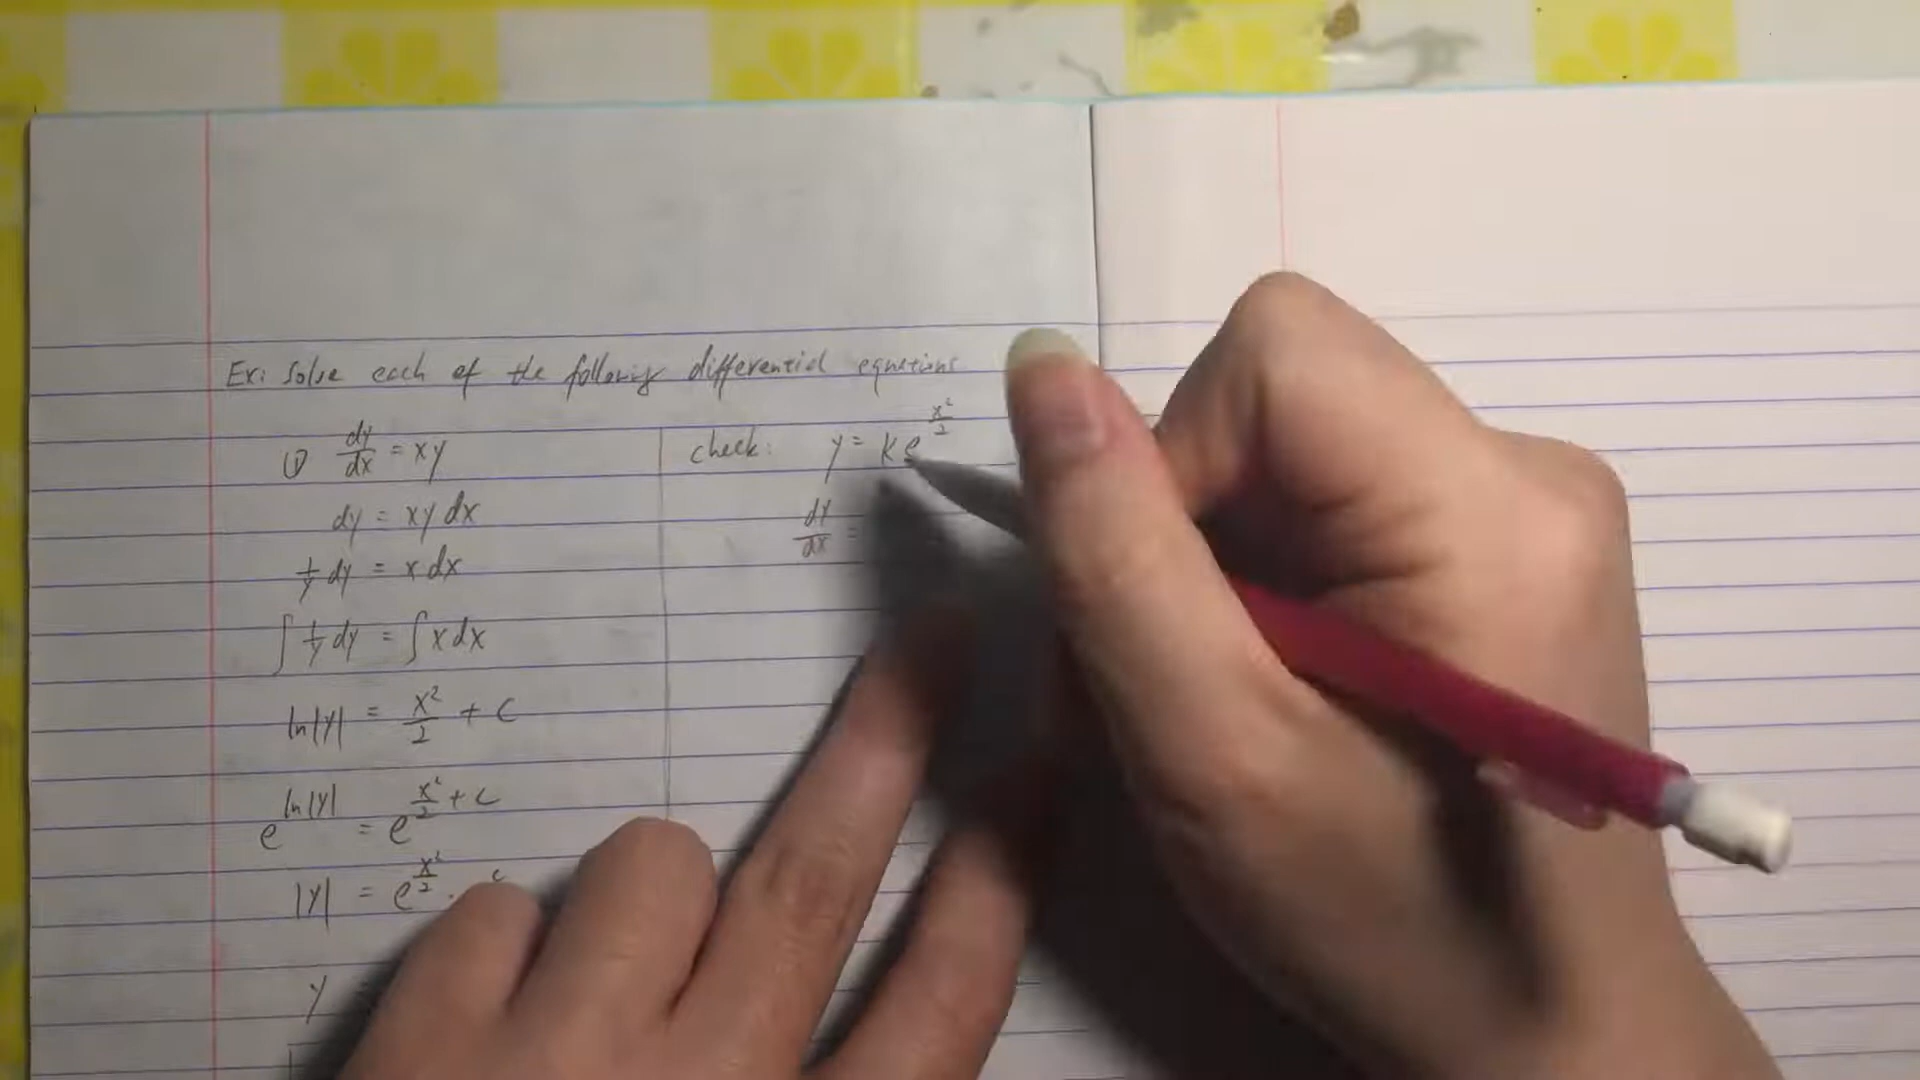 Ex: Solve each of the following differential equations
① dy/dx = xy
dy = xy dx
1/y dy = x dx
∫ 1/y dy = ∫ x dx
ln|y| = x²/2 + C
e^(ln|y|) = e^(x²/2 + C)
|y| = e^(x²/2) · c
y
check: y = Ke^(x²/2)
dy/dx =